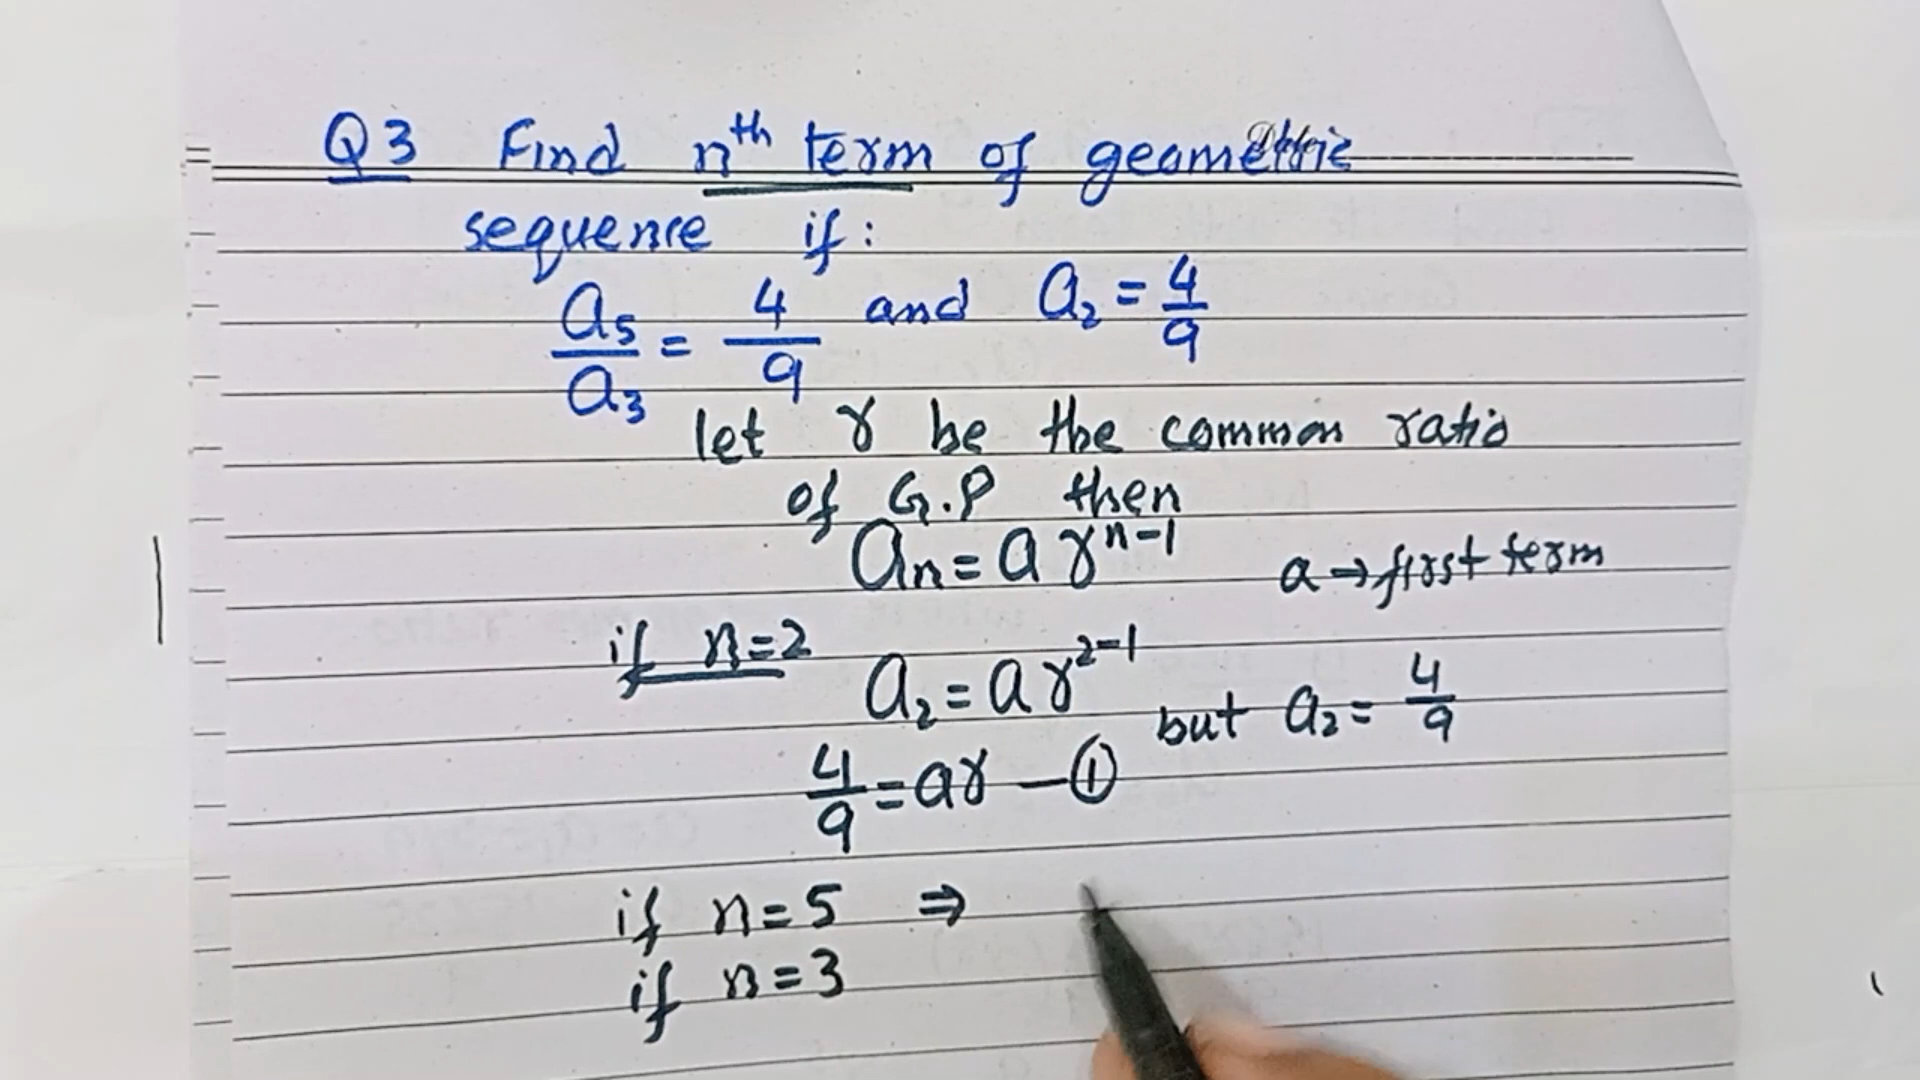 Q3 Find nth term of geometric
sequence if:
a₅/a₃ = 4/9 and a₂ = 4/9
let r be the common ratio
of G.P then
aₙ = a rⁿ⁻¹ a → first term
if n=2
a₂ = a r²⁻¹ but a₂ = 4/9
4/9 = ar — ①
if n=5 ⇒
if n=3